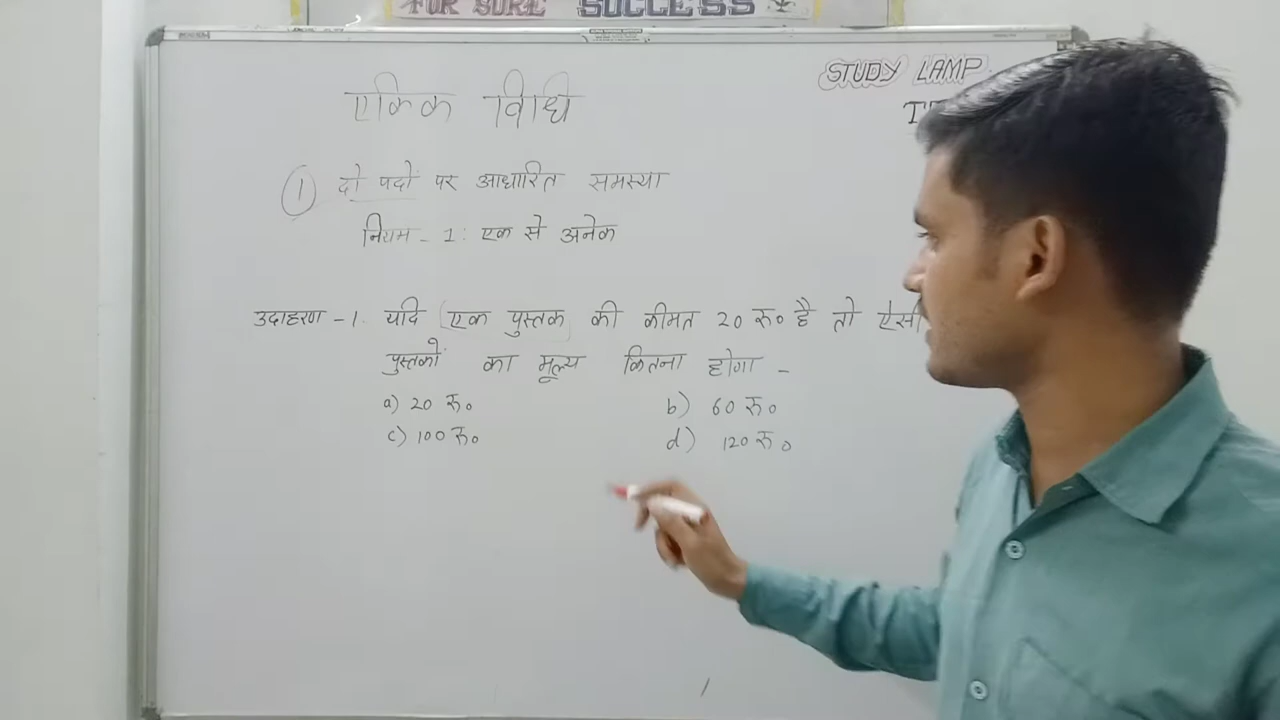 FOR SURE SUCCESS
STUDY LAMP
एकिक विधि
1 दो पदों पर आधारित समस्या
नियम - 1: एक से अनेक
उदाहरण - 1. यदि (एक पुस्तक) की कीमत 20 रु० है तो ऐसी
पुस्तकों का मूल्य कितना होगा -
a) 20 रु० b) 60 रु०
c) 100 रु० d) 120 रु०